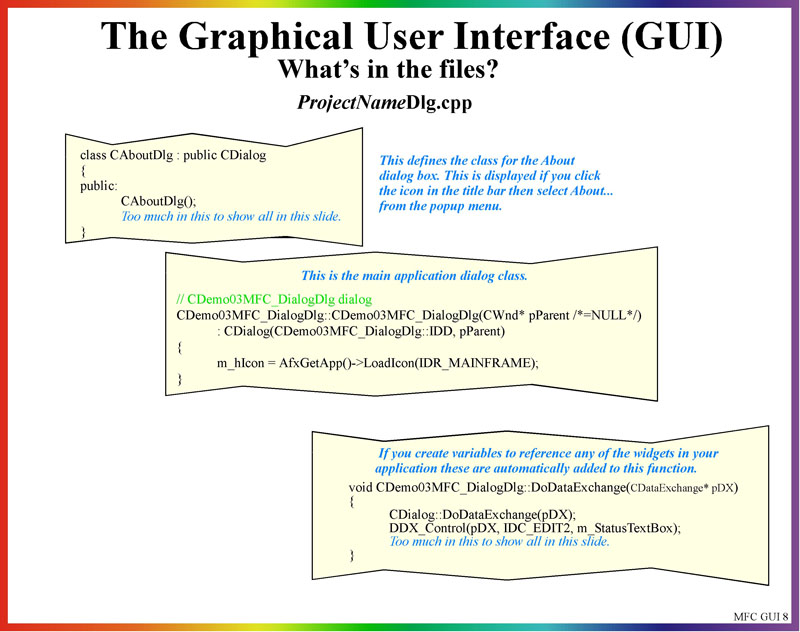 The Graphical User Interface (GUI)
What's in the files?
ProjectNameDlg.cpp
class CAboutDlg : public CDialog
{
public:
CAboutDlg();
Too much in this to show all in this slide.
}
This defines the class for the About
dialog box. This is displayed if you click
the icon in the title bar then select About...
from the popup menu.
This is the main application dialog class.
// CDemo03MFC_DialogDlg dialog
CDemo03MFC_DialogDlg::CDemo03MFC_DialogDlg(CWnd* pParent /*=NULL*/)
: CDialog(CDemo03MFC_DialogDlg::IDD, pParent)
{
m_hIcon = AfxGetApp()->LoadIcon(IDR_MAINFRAME);
}
If you create variables to reference any of the widgets in your
application these are automatically added to this function.
void CDemo03MFC_DialogDlg::DoDataExchange(CDataExchange* pDX)
{
CDialog::DoDataExchange(pDX);
DDX_Control(pDX, IDC_EDIT2, m_StatusTextBox);
Too much in this to show all in this slide.
}
MFC GUI 8